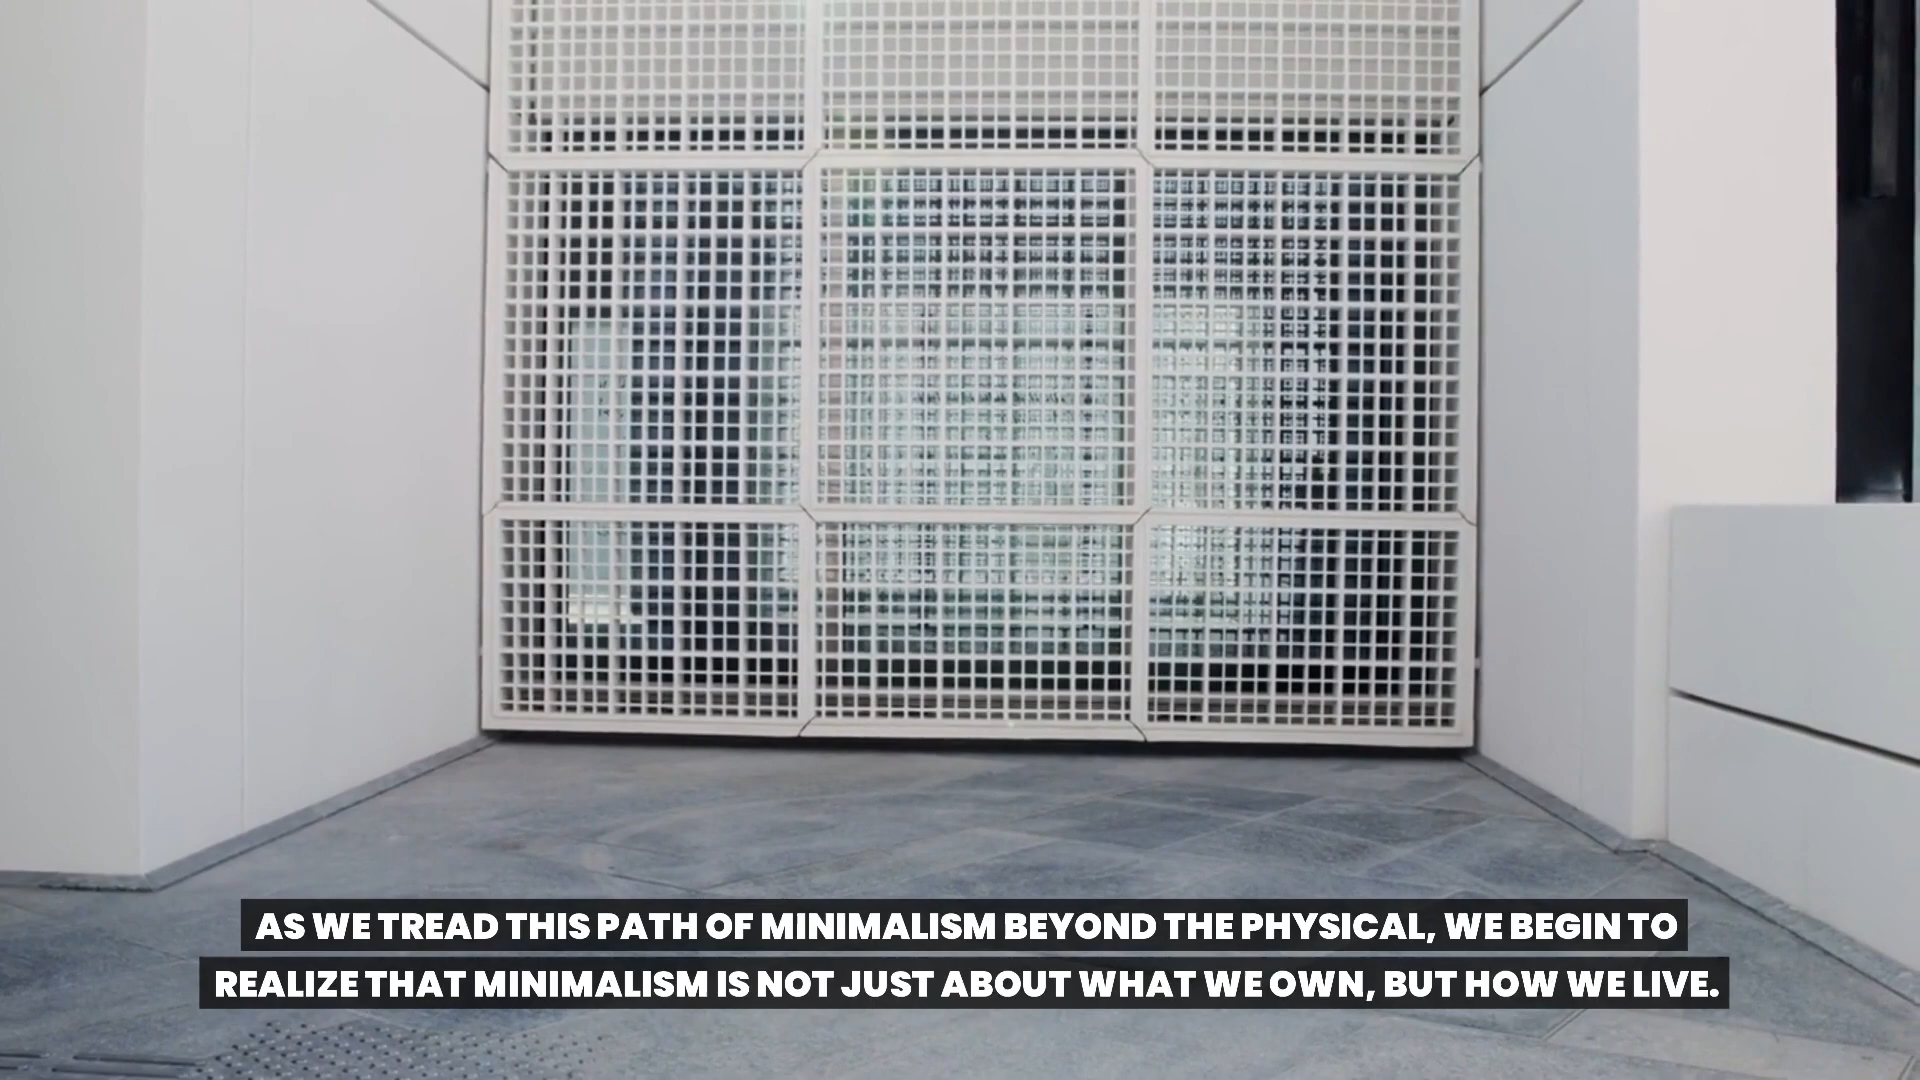 AS WE TREAD THIS PATH OF MINIMALISM BEYOND THE PHYSICAL, WE BEGIN TO
REALIZE THAT MINIMALISM IS NOT JUST ABOUT WHAT WE OWN, BUT HOW WE LIVE.